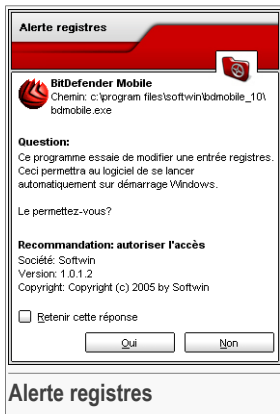 Alerte registres
BitDefender Mobile
Chemin: c:\program files\softwin\bdmobile_10\
bdmobile.exe
Question:
Ce programme essaie de modifier une entrée registres.
Ceci permettra au logiciel de se lancer
automatiquement sur démarrage Windows.
Le permettez-vous?
Recommandation: autoriser l'accès
Société: Softwin
Version: 1.0.1.2
Copyright: Copyright (c) 2005 by Softwin
Retenir cette réponse
Oui Non
Alerte registres